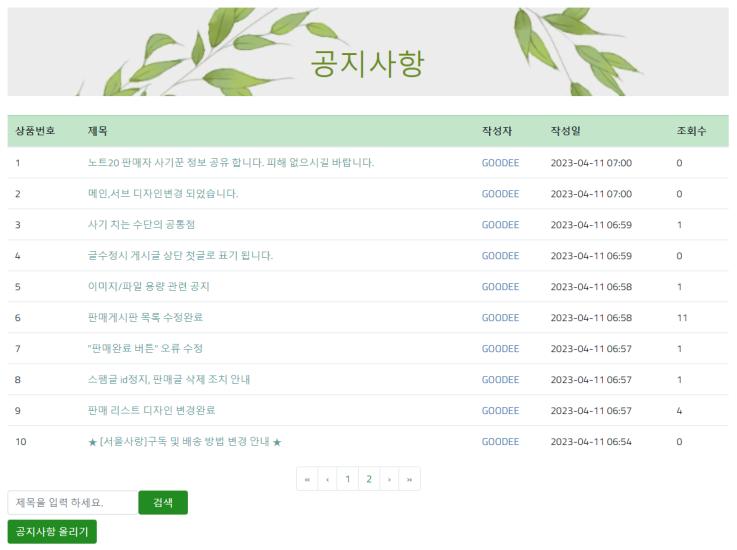 공지사항
상품번호 제목 작성자 작성일 조회수
1 노트20 판매자 사기꾼 정보 공유 합니다. 피해 없으시길 바랍니다. GOODEE 2023-04-11 07:00 0
2 메인,서브 디자인변경 되었습니다. GOODEE 2023-04-11 07:00 0
3 사기 치는 수단의 공통점 GOODEE 2023-04-11 06:59 1
4 글수정시 게시글 상단 첫글로 표기 됩니다. GOODEE 2023-04-11 06:59 0
5 이미지/파일 용량 관련 공지 GOODEE 2023-04-11 06:58 1
6 판매게시판 목록 수정완료 GOODEE 2023-04-11 06:58 11
7 "판매완료 버튼" 오류 수정 GOODEE 2023-04-11 06:57 1
8 스팸글 id정지, 판매글 삭제 조치 안내 GOODEE 2023-04-11 06:57 1
9 판매 리스트 디자인 변경완료 GOODEE 2023-04-11 06:57 4
10 ★ [서울사랑]구독 및 배송 방법 변경 안내 ★ GOODEE 2023-04-11 06:54 0
« ‹ 1 2 › »
제목을 입력 하세요. 검색
공지사항 올리기